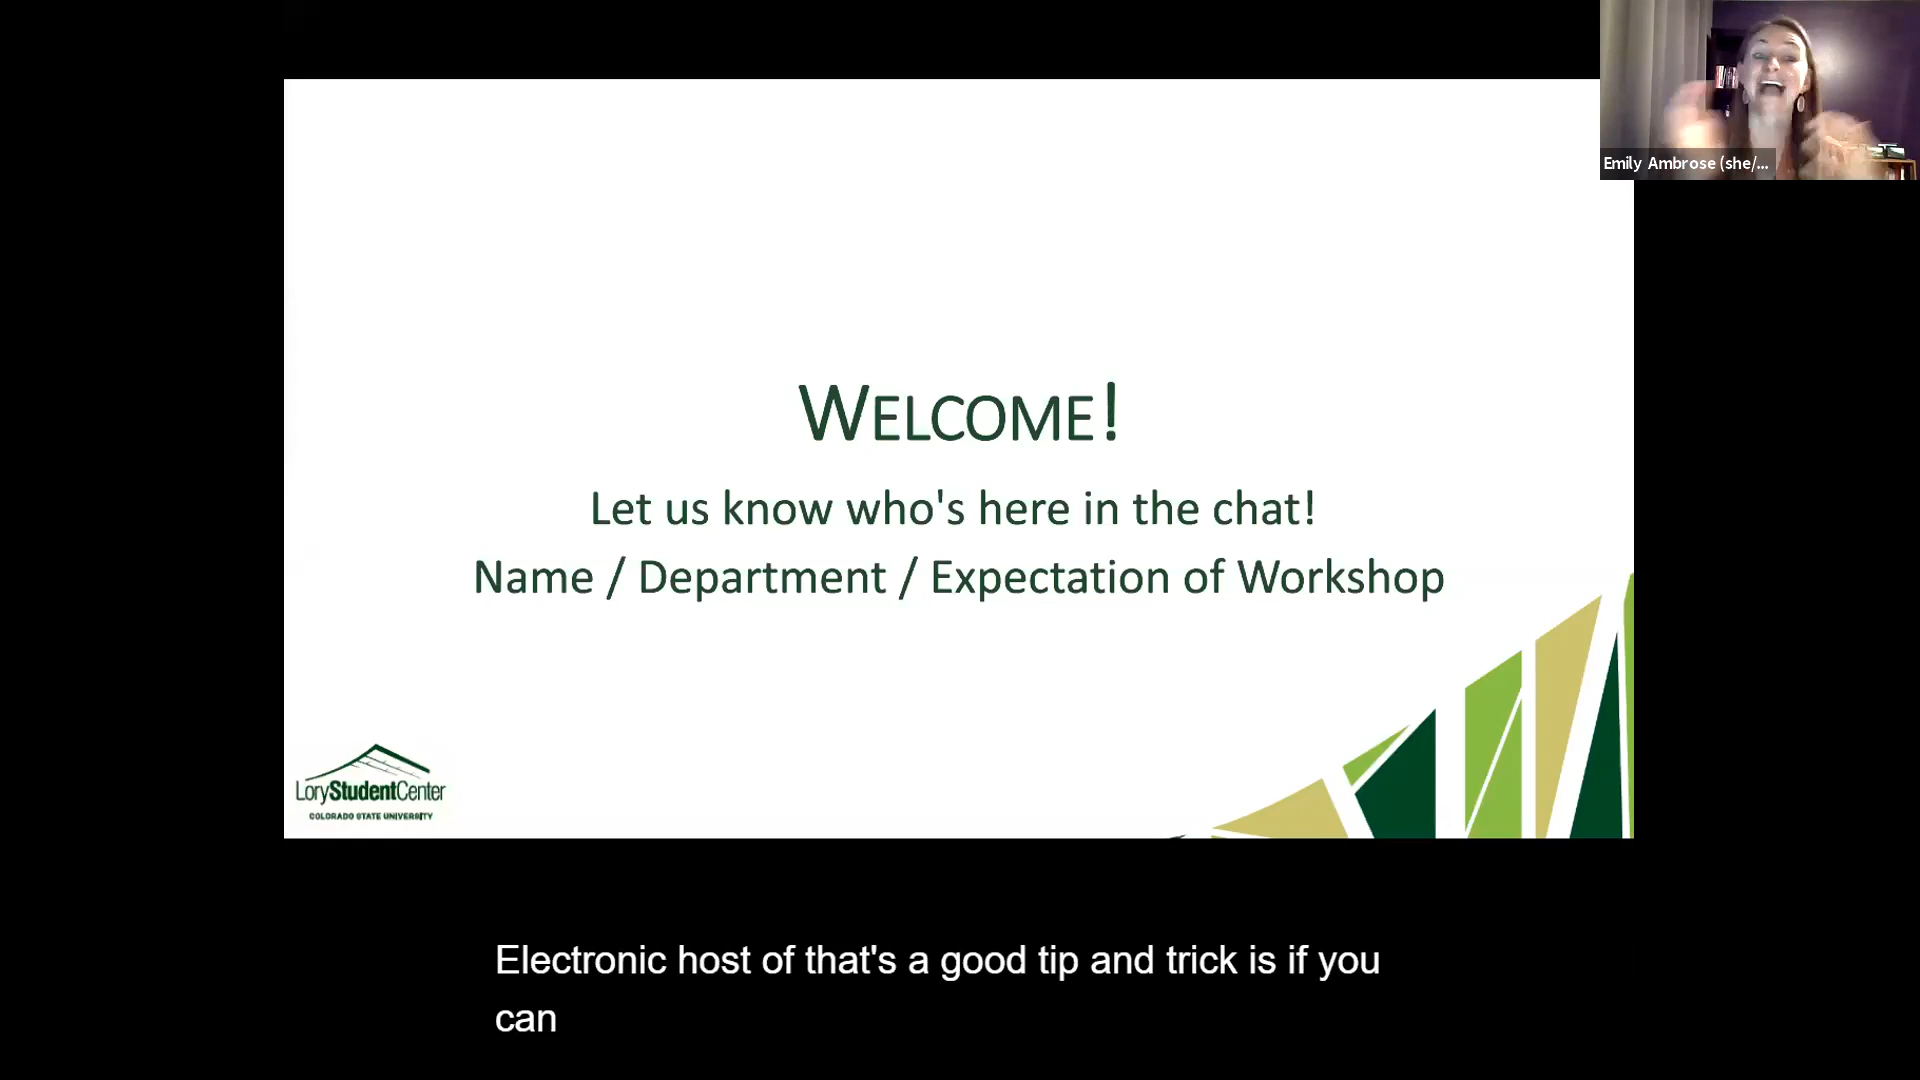 Emily Ambrose (she/...
WELCOME!
Let us know who's here in the chat!
Name / Department / Expectation of Workshop
LoryStudentCenter
COLORADO STATE UNIVERSITY
Electronic host of that's a good tip and trick is if you
can